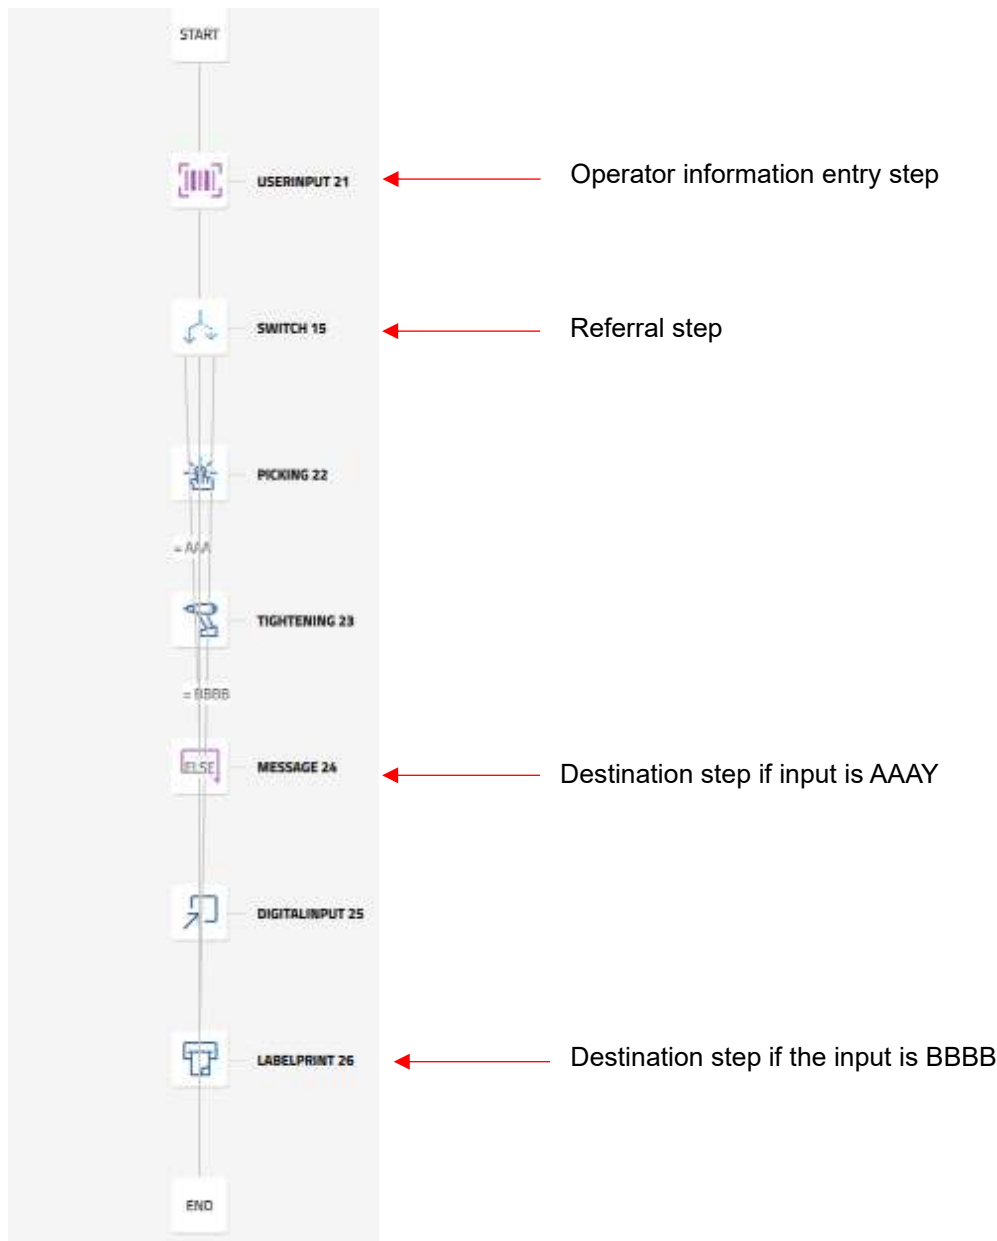 START
USERINPUT 21
Operator information entry step
SWITCH 15
Referral step
PICKING 22
= AAA
TIGHTENING 23
= BBBB
ELSE
MESSAGE 24
Destination step if input is AAAY
DIGITALINPUT 25
LABELPRINT 26
Destination step if the input is BBBB
END